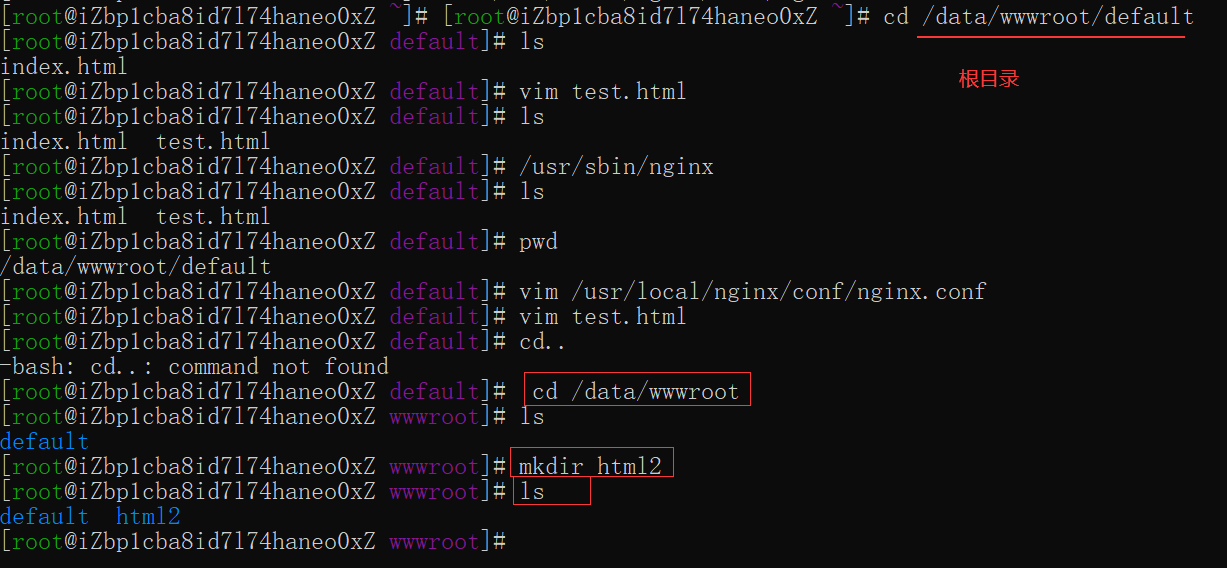 [root@iZbp1cba8id7l74haneo0xZ ~]# [root@iZbp1cba8id7l74haneo0xZ ~]# cd /data/wwwroot/default
[root@iZbp1cba8id7l74haneo0xZ default]# ls
index.html
根目录
[root@iZbp1cba8id7l74haneo0xZ default]# vim test.html
[root@iZbp1cba8id7l74haneo0xZ default]# ls
index.html  test.html
[root@iZbp1cba8id7l74haneo0xZ default]# /usr/sbin/nginx
[root@iZbp1cba8id7l74haneo0xZ default]# ls
index.html  test.html
[root@iZbp1cba8id7l74haneo0xZ default]# pwd
/data/wwwroot/default
[root@iZbp1cba8id7l74haneo0xZ default]# vim /usr/local/nginx/conf/nginx.conf
[root@iZbp1cba8id7l74haneo0xZ default]# vim test.html
[root@iZbp1cba8id7l74haneo0xZ default]# cd..
-bash: cd..: command not found
[root@iZbp1cba8id7l74haneo0xZ default]#  cd /data/wwwroot
[root@iZbp1cba8id7l74haneo0xZ wwwroot]# ls
default
[root@iZbp1cba8id7l74haneo0xZ wwwroot]# mkdir html2
[root@iZbp1cba8id7l74haneo0xZ wwwroot]# ls
default  html2
[root@iZbp1cba8id7l74haneo0xZ wwwroot]#